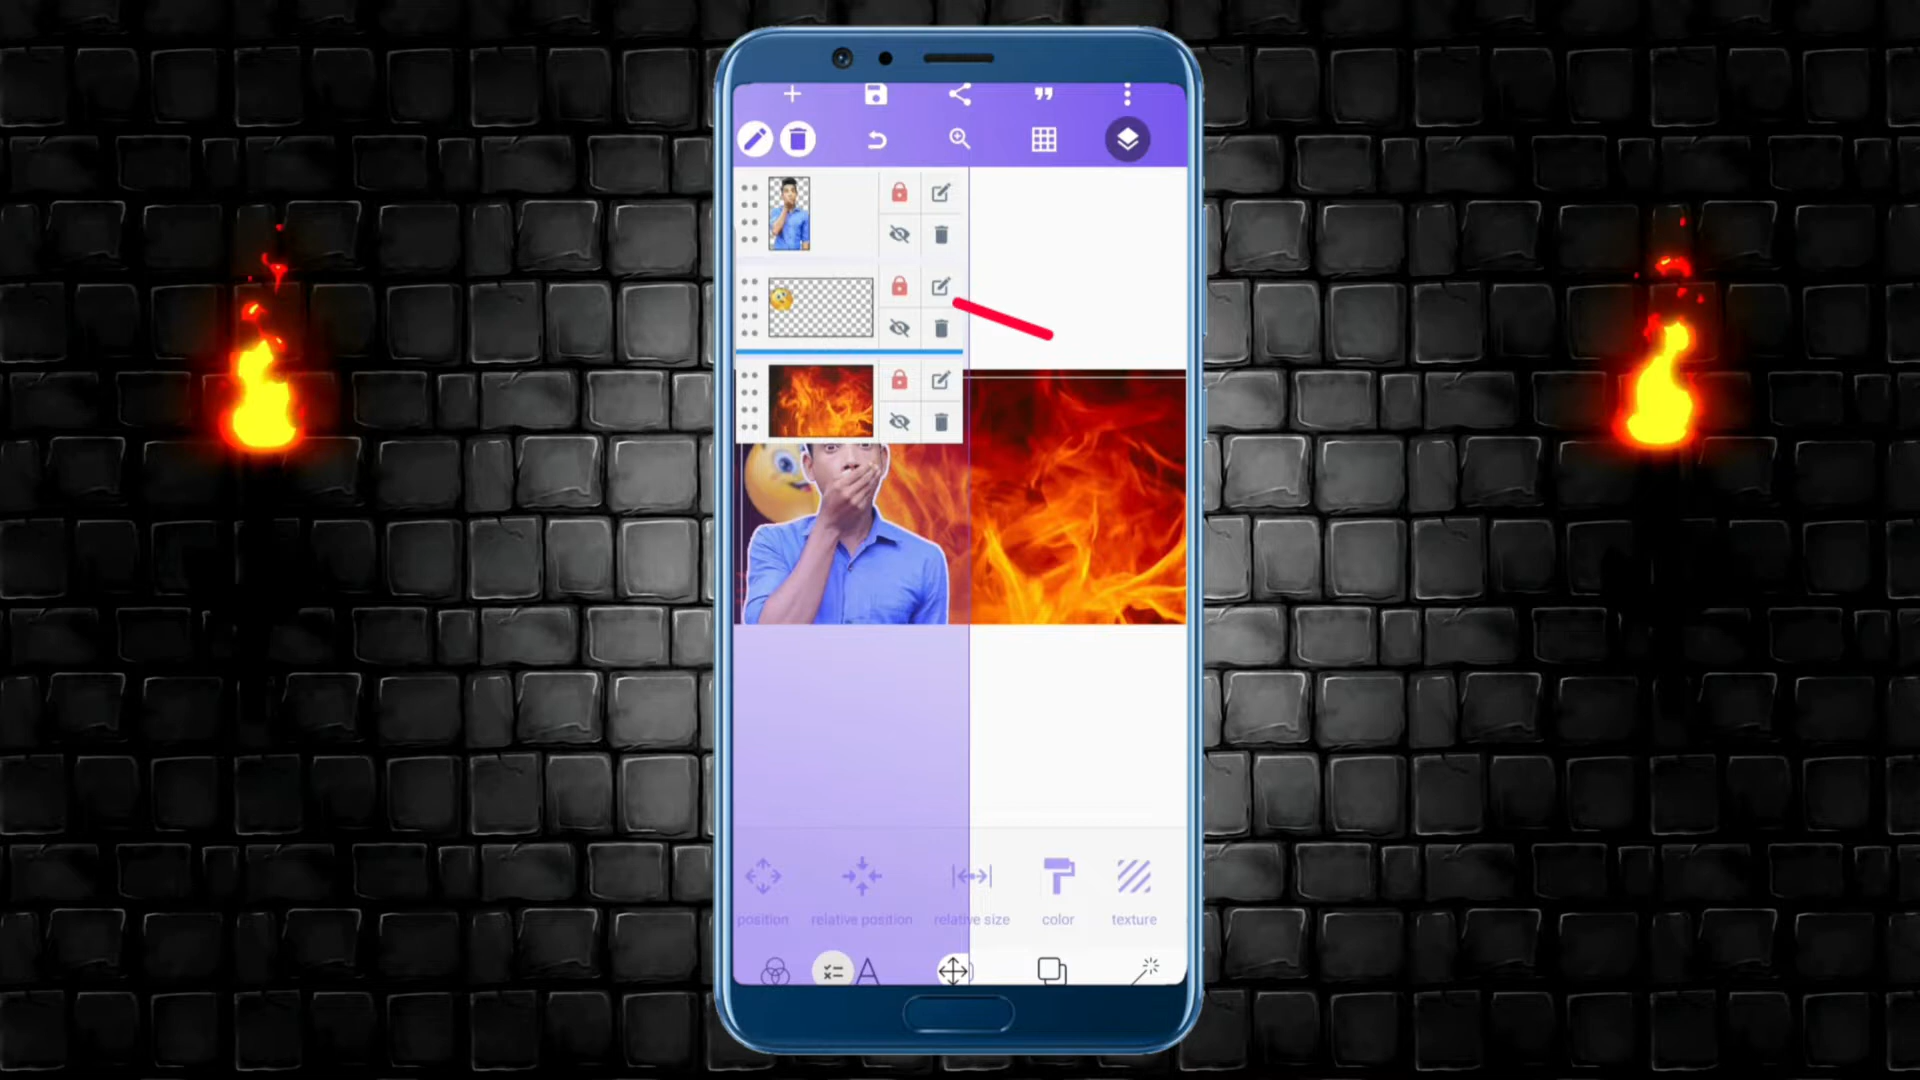 position
relative position
relative size
color
texture